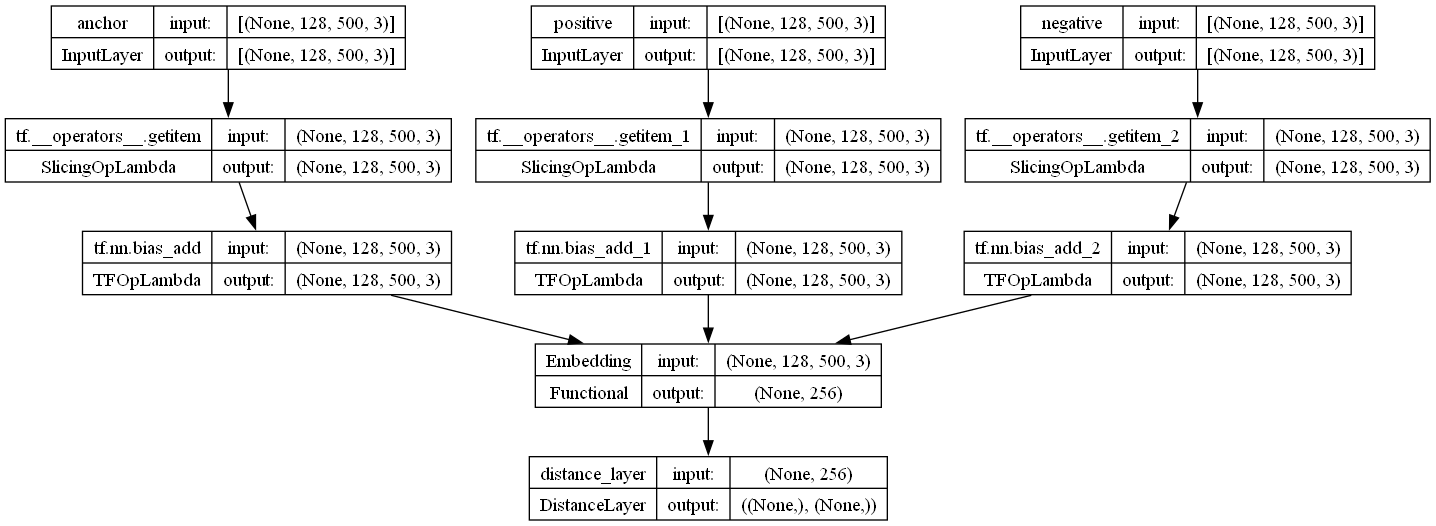 anchor input: [(None, 128, 500, 3)]
InputLayer output: [(None, 128, 500, 3)]
positive input: [(None, 128, 500, 3)]
InputLayer output: [(None, 128, 500, 3)]
negative input: [(None, 128, 500, 3)]
InputLayer output: [(None, 128, 500, 3)]
tf.__operators__.getitem input: (None, 128, 500, 3)
SlicingOpLambda output: (None, 128, 500, 3)
tf.__operators__.getitem_1 input: (None, 128, 500, 3)
SlicingOpLambda output: (None, 128, 500, 3)
tf.__operators__.getitem_2 input: (None, 128, 500, 3)
SlicingOpLambda output: (None, 128, 500, 3)
tf.nn.bias_add input: (None, 128, 500, 3)
TFOpLambda output: (None, 128, 500, 3)
tf.nn.bias_add_1 input: (None, 128, 500, 3)
TFOpLambda output: (None, 128, 500, 3)
tf.nn.bias_add_2 input: (None, 128, 500, 3)
TFOpLambda output: (None, 128, 500, 3)
Embedding input: (None, 128, 500, 3)
Functional output: (None, 256)
distance_layer input: (None, 256)
DistanceLayer output: ((None,), (None,))